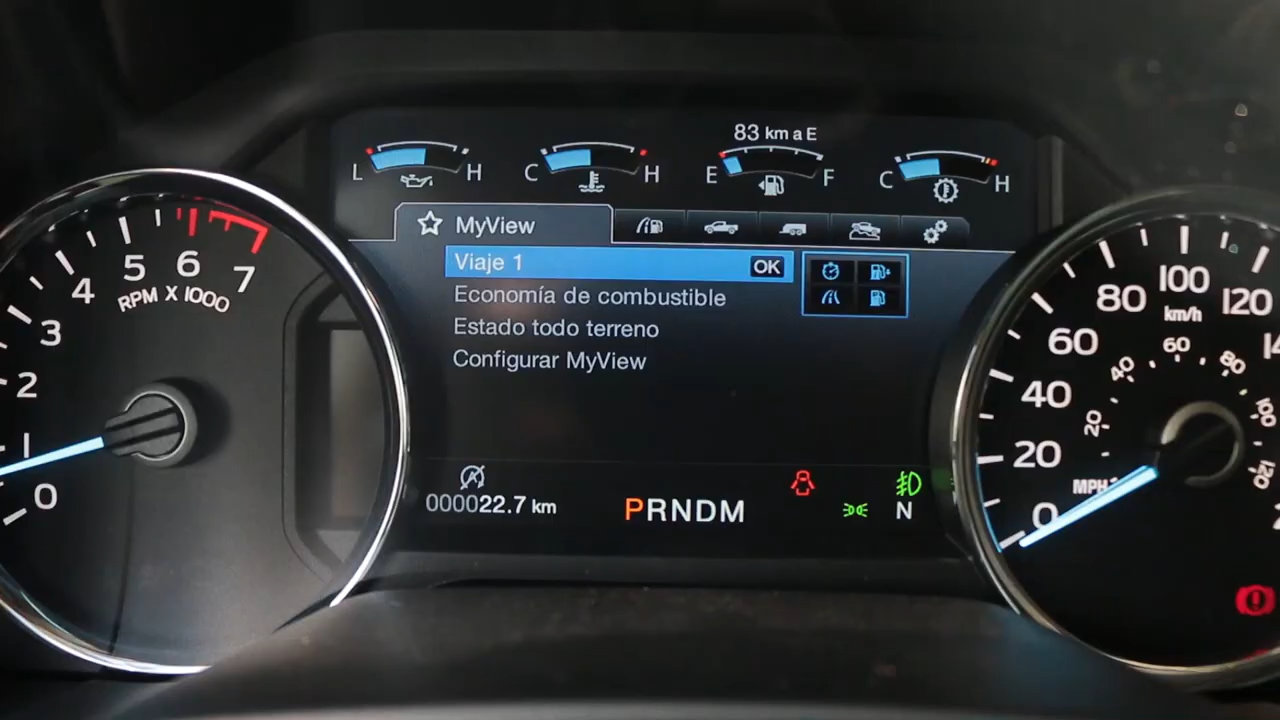 83 km a E
L H C H E F C H
MyView
Viaje 1 OK
Economía de combustible
Estado todo terreno
Configurar MyView
000022.7 km
PRNDM
N
0 1 2 3 4 5 6 7
RPM X 1000
0 20 40 60 80 100 120
km/h
20 40 60 80 100 120
MPH